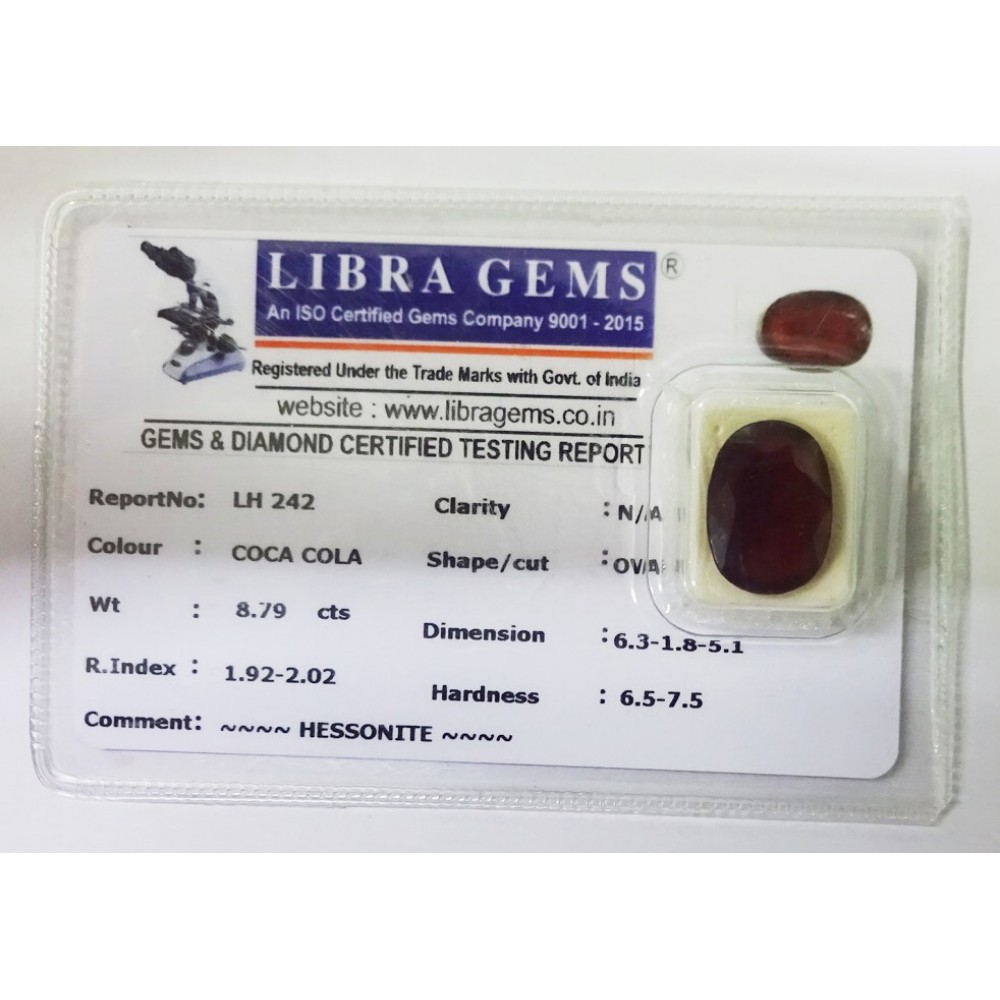 LIBRA GEMS ®
An ISO Certified Gems Company 9001 - 2015
Registered Under the Trade Marks with Govt. of India
website : www.libragems.co.in
GEMS & DIAMOND CERTIFIED TESTING REPORT
ReportNo: LH 242
Colour : COCA COLA
Wt : 8.79 cts
R.Index : 1.92-2.02
Comment: ~~~~ HESSONITE ~~~~
Clarity : N/A
Shape/cut :
Dimension : 6.3-1.8-5.1
Hardness : 6.5-7.5